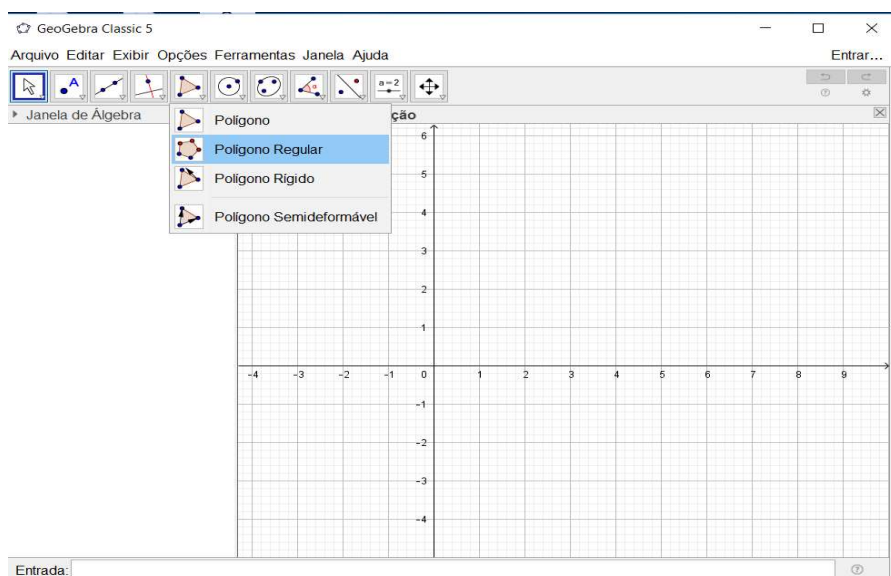 GeoGebra Classic 5
Arquivo Editar Exibir Opções Ferramentas Janela Ajuda
Entrar...
A
α
a=2
Janela de Álgebra
ção
Polígono
Polígono Regular
Polígono Rígido
Polígono Semideformável
6
5
4
3
2
1
-4 -3 -2 -1 0 1 2 3 4 5 6 7 8 9
-1
-2
-3
-4
Entrada: